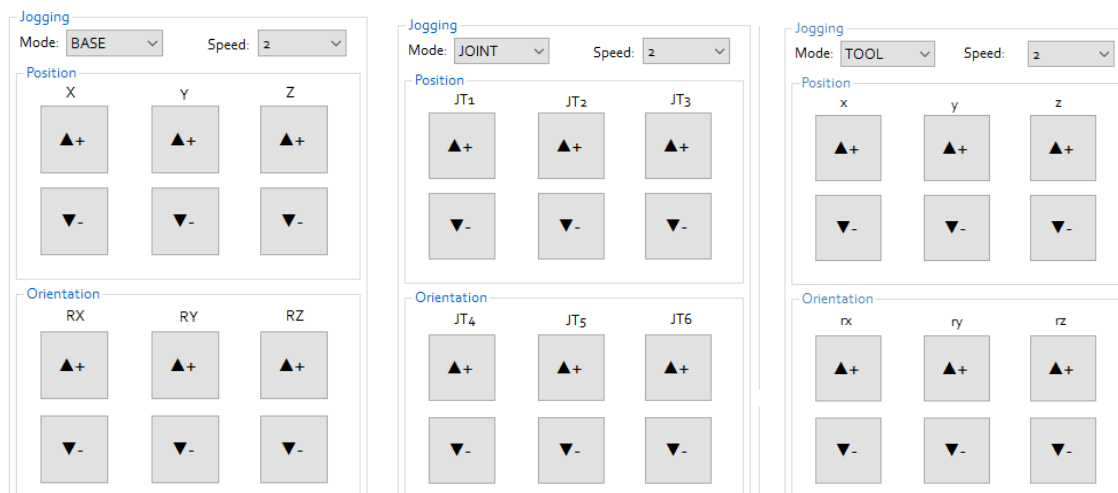 Jogging
Mode: BASE Speed: 2
Position
X Y Z
▲+ ▲+ ▲+
▼- ▼- ▼-
Orientation
RX RY RZ
▲+ ▲+ ▲+
▼- ▼- ▼-
Jogging
Mode: JOINT Speed: 2
Position
JT1 JT2 JT3
▲+ ▲+ ▲+
▼- ▼- ▼-
Orientation
JT4 JT5 JT6
▲+ ▲+ ▲+
▼- ▼- ▼-
Jogging
Mode: TOOL Speed: 2
Position
x y z
▲+ ▲+ ▲+
▼- ▼- ▼-
Orientation
rx ry rz
▲+ ▲+ ▲+
▼- ▼- ▼-